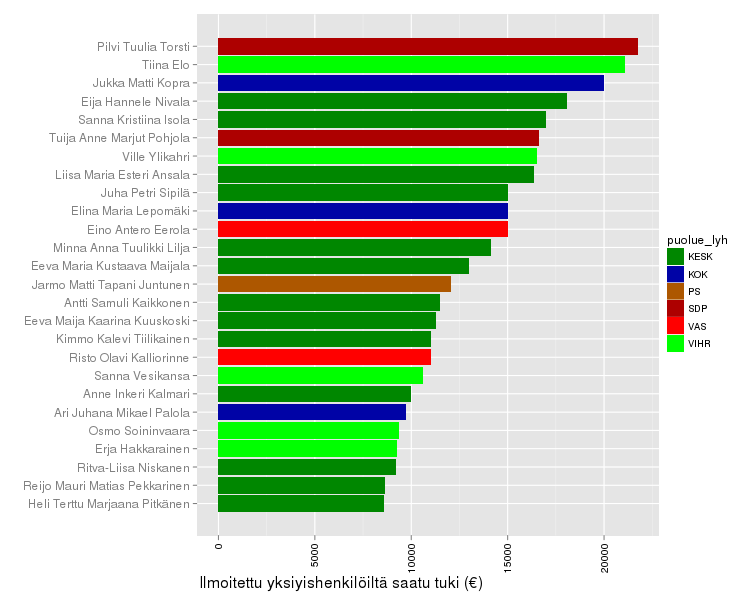 Pilvi Tuulia Torsti
Tiina Elo
Jukka Matti Kopra
Eija Hannele Nivala
Sanna Kristiina Isola
Tuija Anne Marjut Pohjola
Ville Ylikahri
Liisa Maria Esteri Ansala
Juha Petri Sipilä
Elina Maria Lepomäki
Eino Antero Eerola
Minna Anna Tuulikki Lilja
Eeva Maria Kustaava Maijala
Jarmo Matti Tapani Juntunen
Antti Samuli Kaikkonen
Eeva Maija Kaarina Kuuskoski
Kimmo Kalevi Tiilikainen
Risto Olavi Kalliorinne
Sanna Vesikansa
Anne Inkeri Kalmari
Ari Juhana Mikael Palola
Osmo Soininvaara
Erja Hakkarainen
Ritva-Liisa Niskanen
Reijo Mauri Matias Pekkarinen
Heli Terttu Marjaana Pitkänen
0
5000
10000
15000
20000
Ilmoitettu yksiyishenkilöiltä saatu tuki (€)
puolue_lyh
KESK
KOK
PS
SDP
VAS
VIHR